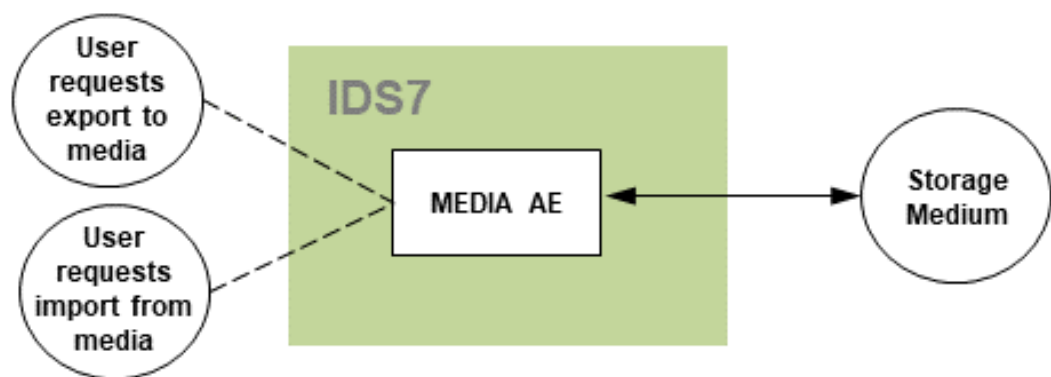 User
requests
export to
media
IDS7
MEDIA AE
Storage
Medium
User
requests
import from
media